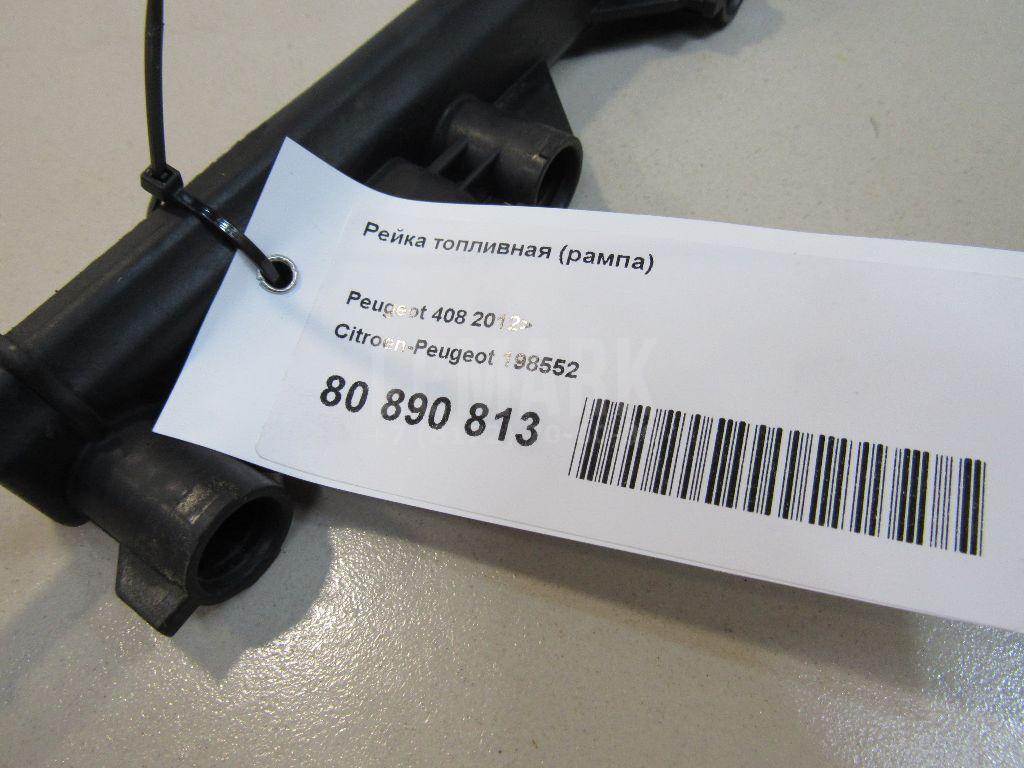 Рейка топливная (рампа)
Peugeot 408 2012>
Citroen-Peugeot 198552
80 890 813